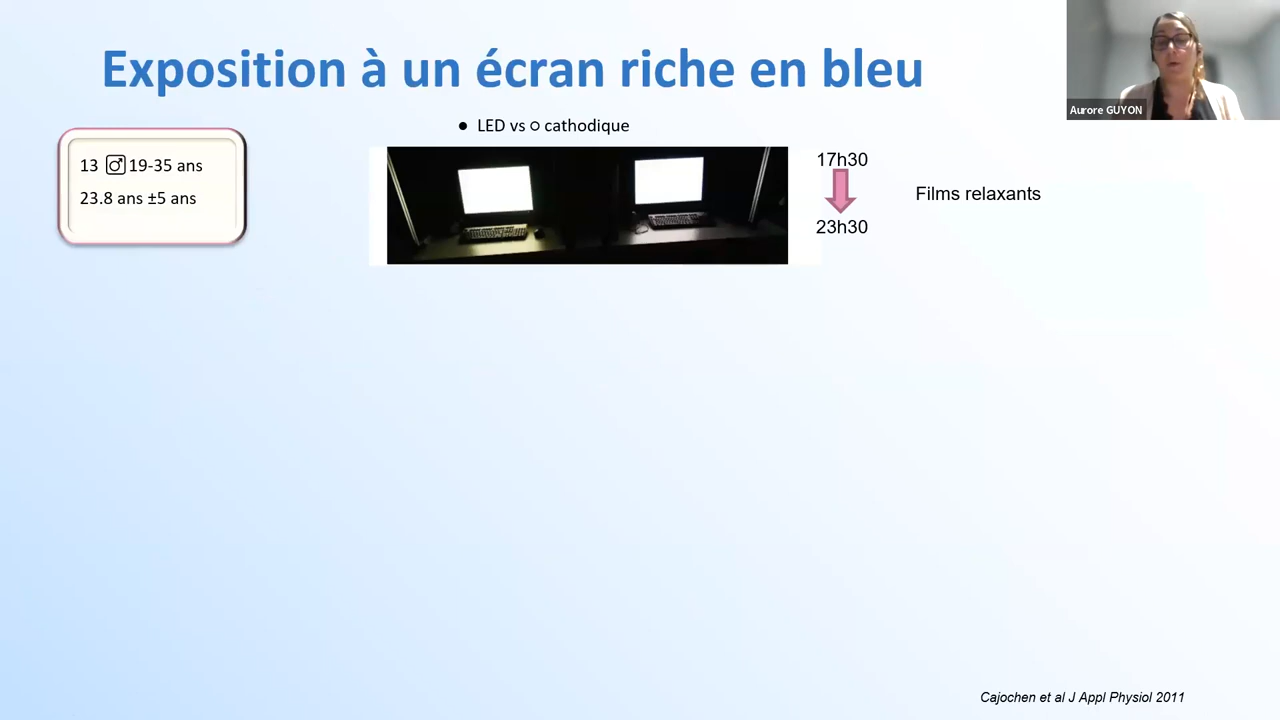 Exposition à un écran riche en bleu
Aurore GUYON
● LED vs ○ cathodique
13 ♂ 19-35 ans
23.8 ans ±5 ans
17h30
23h30
Films relaxants
Cajochen et al J Appl Physiol 2011